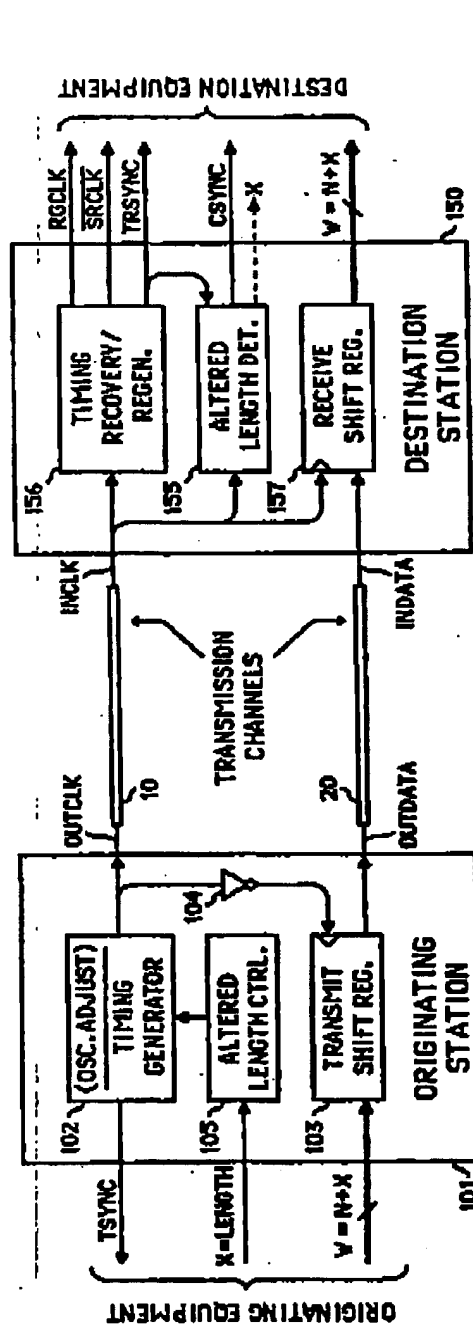 ORIGINATING EQUIPMENT
TSYNC
X=LENGTH
W=N+X
101
102
(OSC. ADJUST)
TIMING
GENERATOR
105
ALTERED
LENGTH CTRL.
103
TRANSMIT
SHIFT REG.
104
ORIGINATING
STATION
OUTCLK
10
TRANSMISSION
CHANNELS
20
OUTDATA
INCLK
INDATA
156
TIMING
RECOVERY/
REGEN.
155
ALTERED
LENGTH DET.
157
RECEIVE
SHIFT REG.
DESTINATION
STATION
150
RGCLK
SRCLK
TRSYNC
CSYNC
X
W=N+X
DESTINATION EQUIPMENT